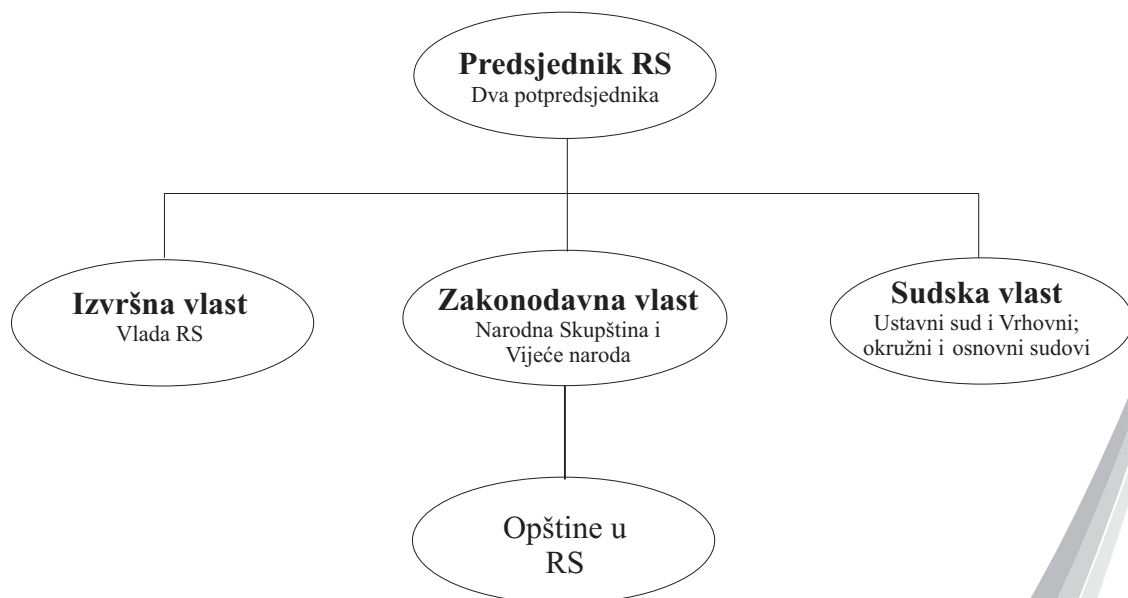 Predsjednik RS
Dva potpredsjednika
Izvršna vlast
Vlada RS
Zakonodavna vlast
Narodna Skupština i
Vijeće naroda
Sudska vlast
Ustavni sud i Vrhovni;
okružni i osnovni sudovi
Opštine u
RS